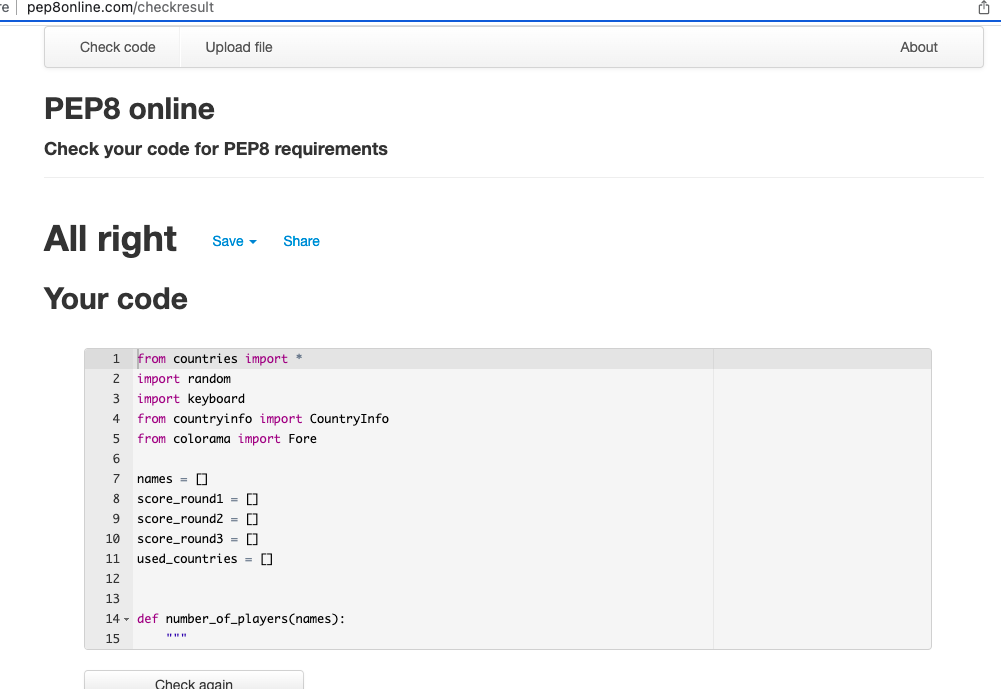 re pep8online.com/checkresult
Check code Upload file About
PEP8 online
Check your code for PEP8 requirements
All right Save Share
Your code
1 from countries import *
2 import random
3 import keyboard
4 from countryinfo import CountryInfo
5 from colorama import Fore
6
7 names = []
8 score_round1 = []
9 score_round2 = []
10 score_round3 = []
11 used_countries = []
12
13
14 def number_of_players(names):
15 """
Check again